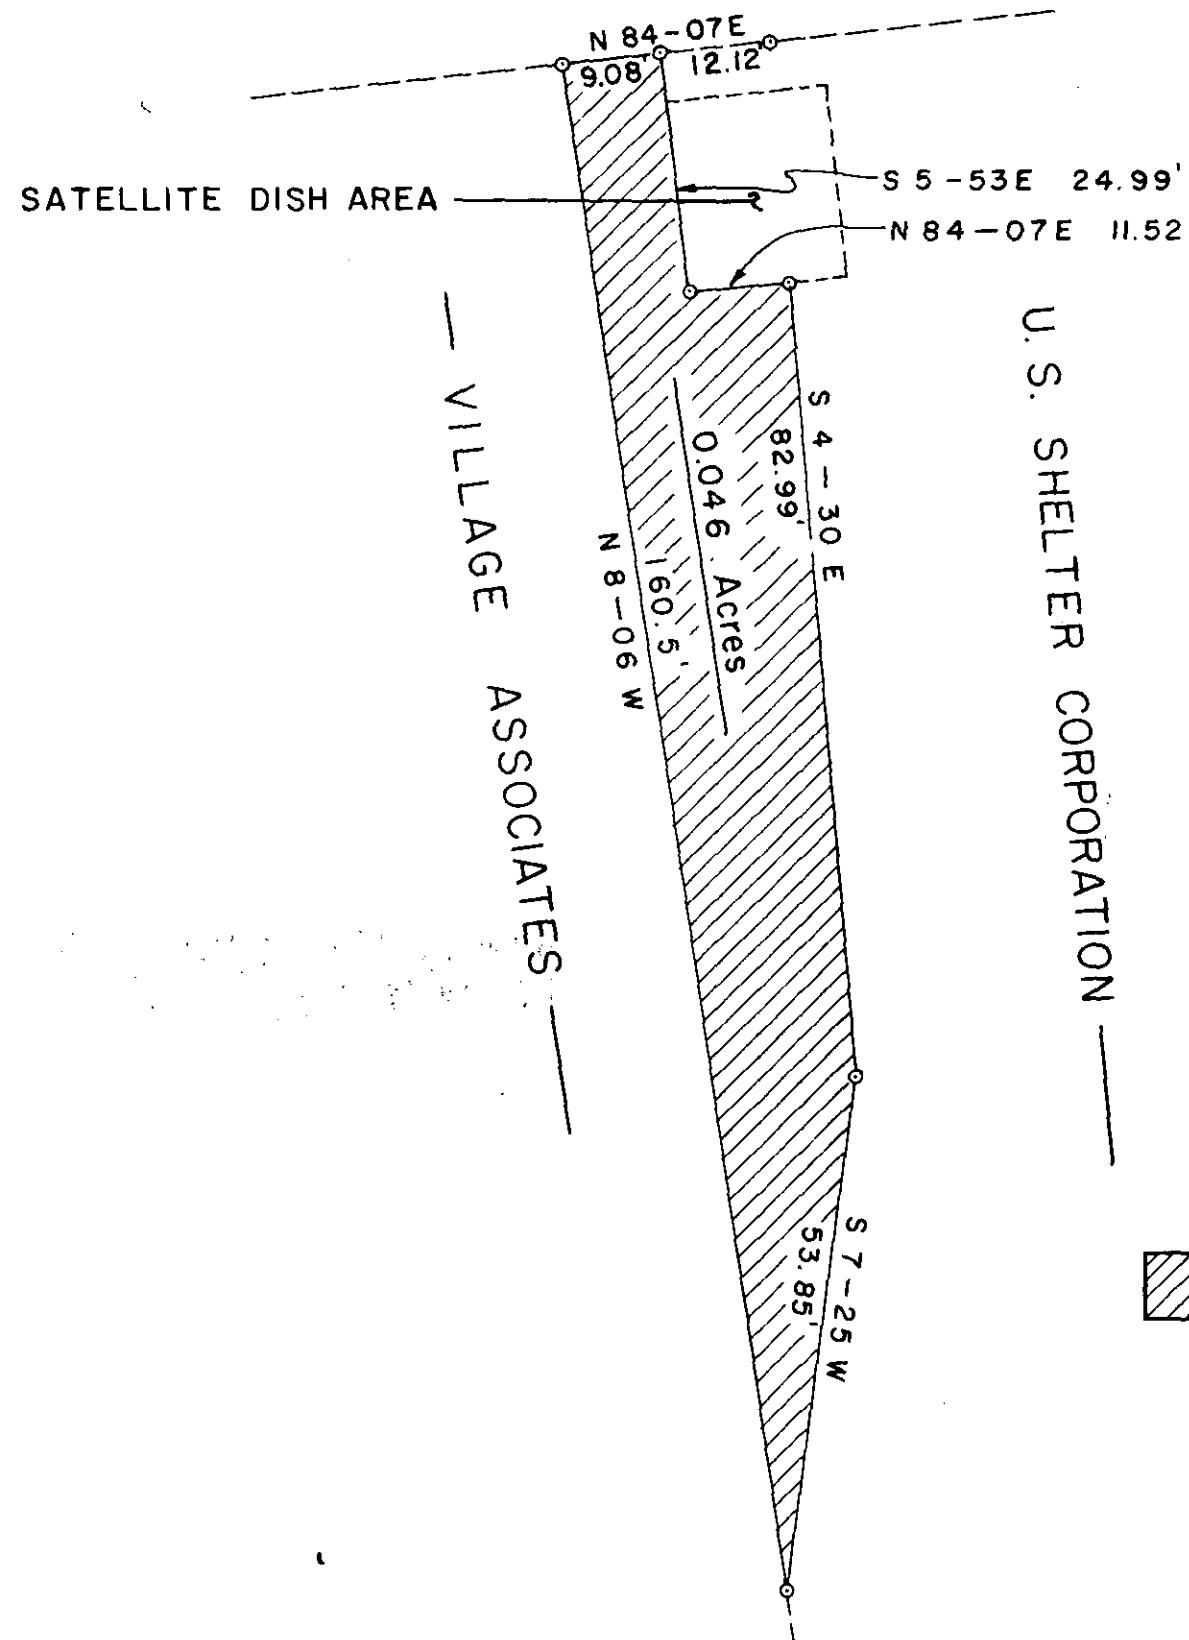 N 84-07E
9.08'
12.12'
SATELLITE DISH AREA
S 5-53E 24.99'
N 84-07E 11.52
VILLAGE ASSOCIATES
U.S. SHELTER CORPORATION
S 4-30 E
82.99'
0.046 Acres
160.5'
N 8-06 W
S 7-25 W
53.85'